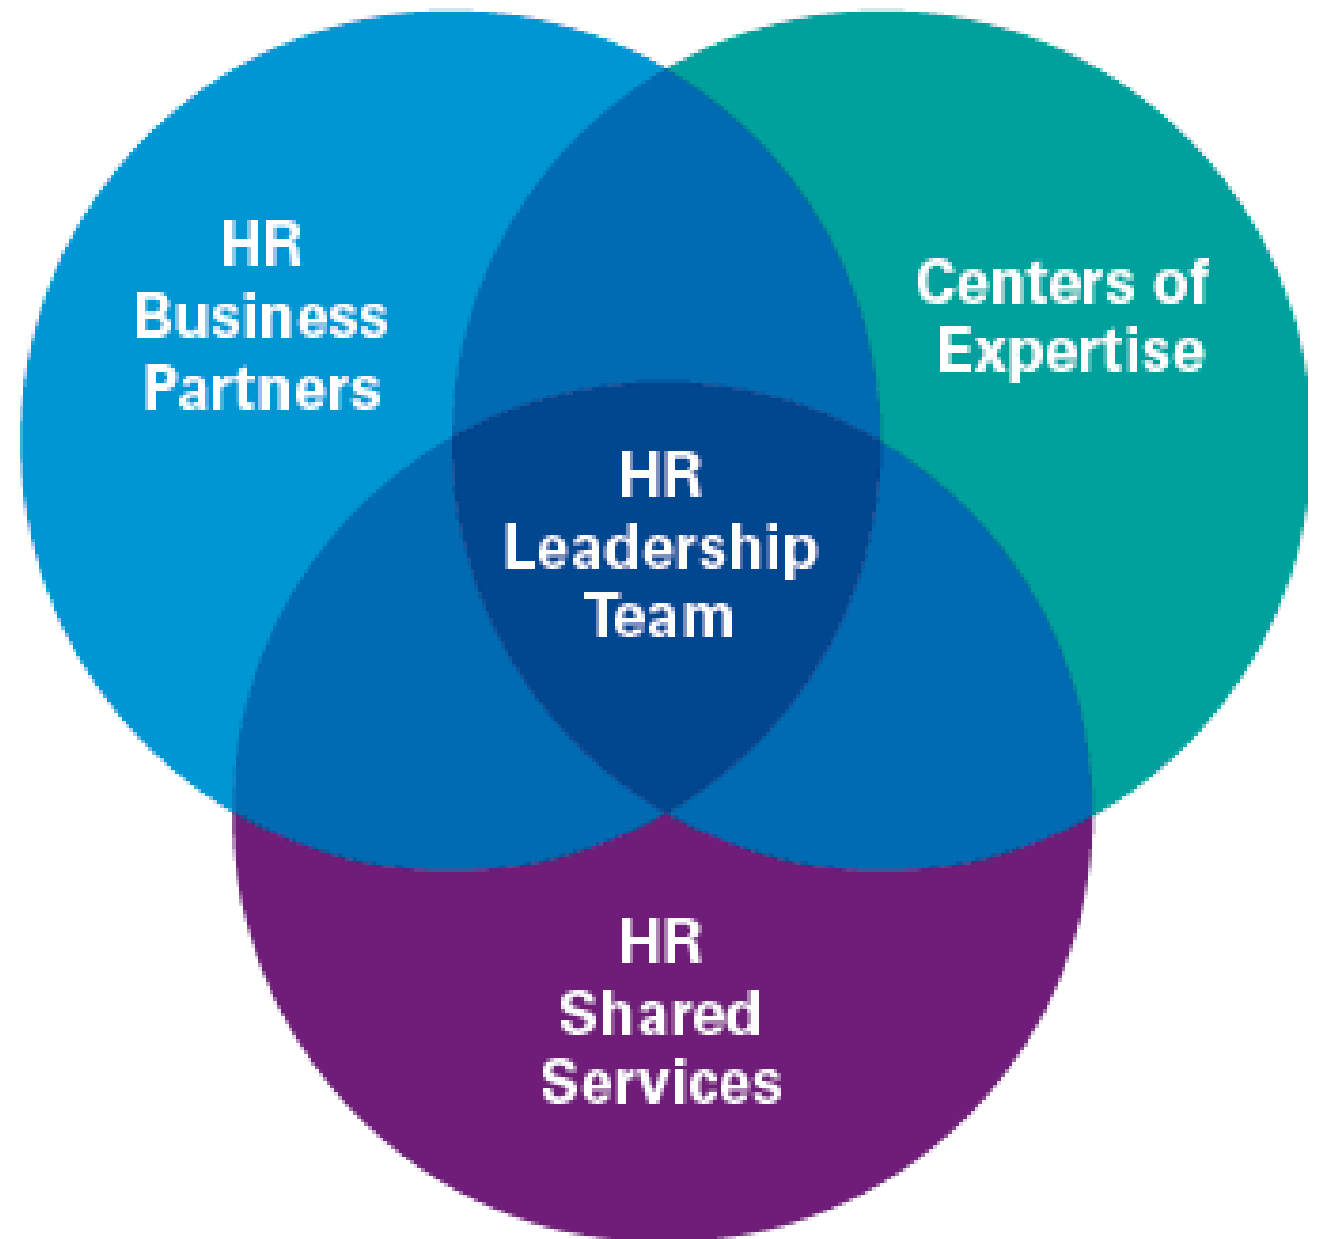 HR
Business
Partners
Centers of
Expertise
HR
Leadership
Team
HR
Shared
Services